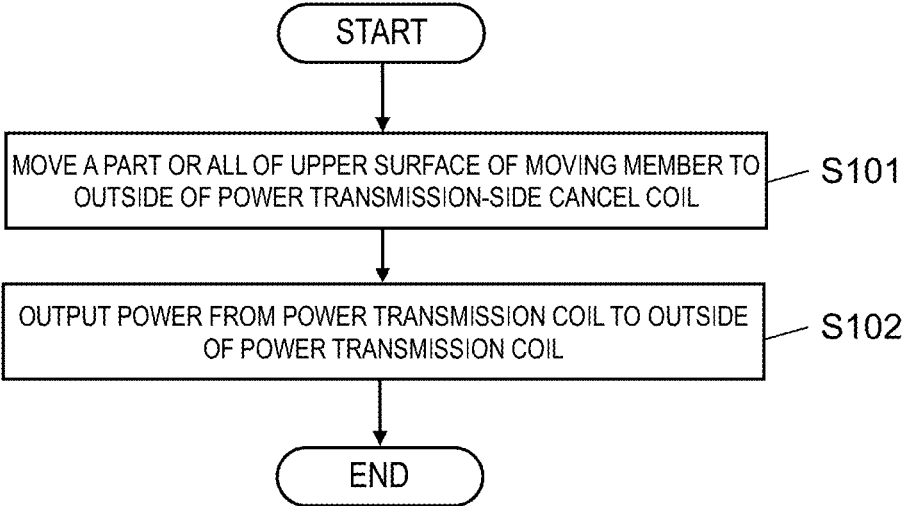 START
MOVE A PART OR ALL OF UPPER SURFACE OF MOVING MEMBER TO
OUTSIDE OF POWER TRANSMISSION-SIDE CANCEL COIL
S101
OUTPUT POWER FROM POWER TRANSMISSION COIL TO OUTSIDE
OF POWER TRANSMISSION COIL
S102
END